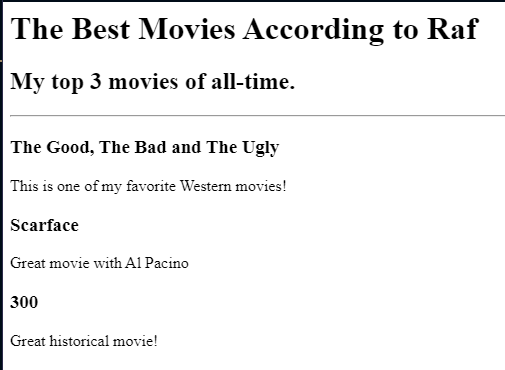 The Best Movies According to Raf
My top 3 movies of all-time.
The Good, The Bad and The Ugly
This is one of my favorite Western movies!
Scarface
Great movie with Al Pacino
300
Great historical movie!